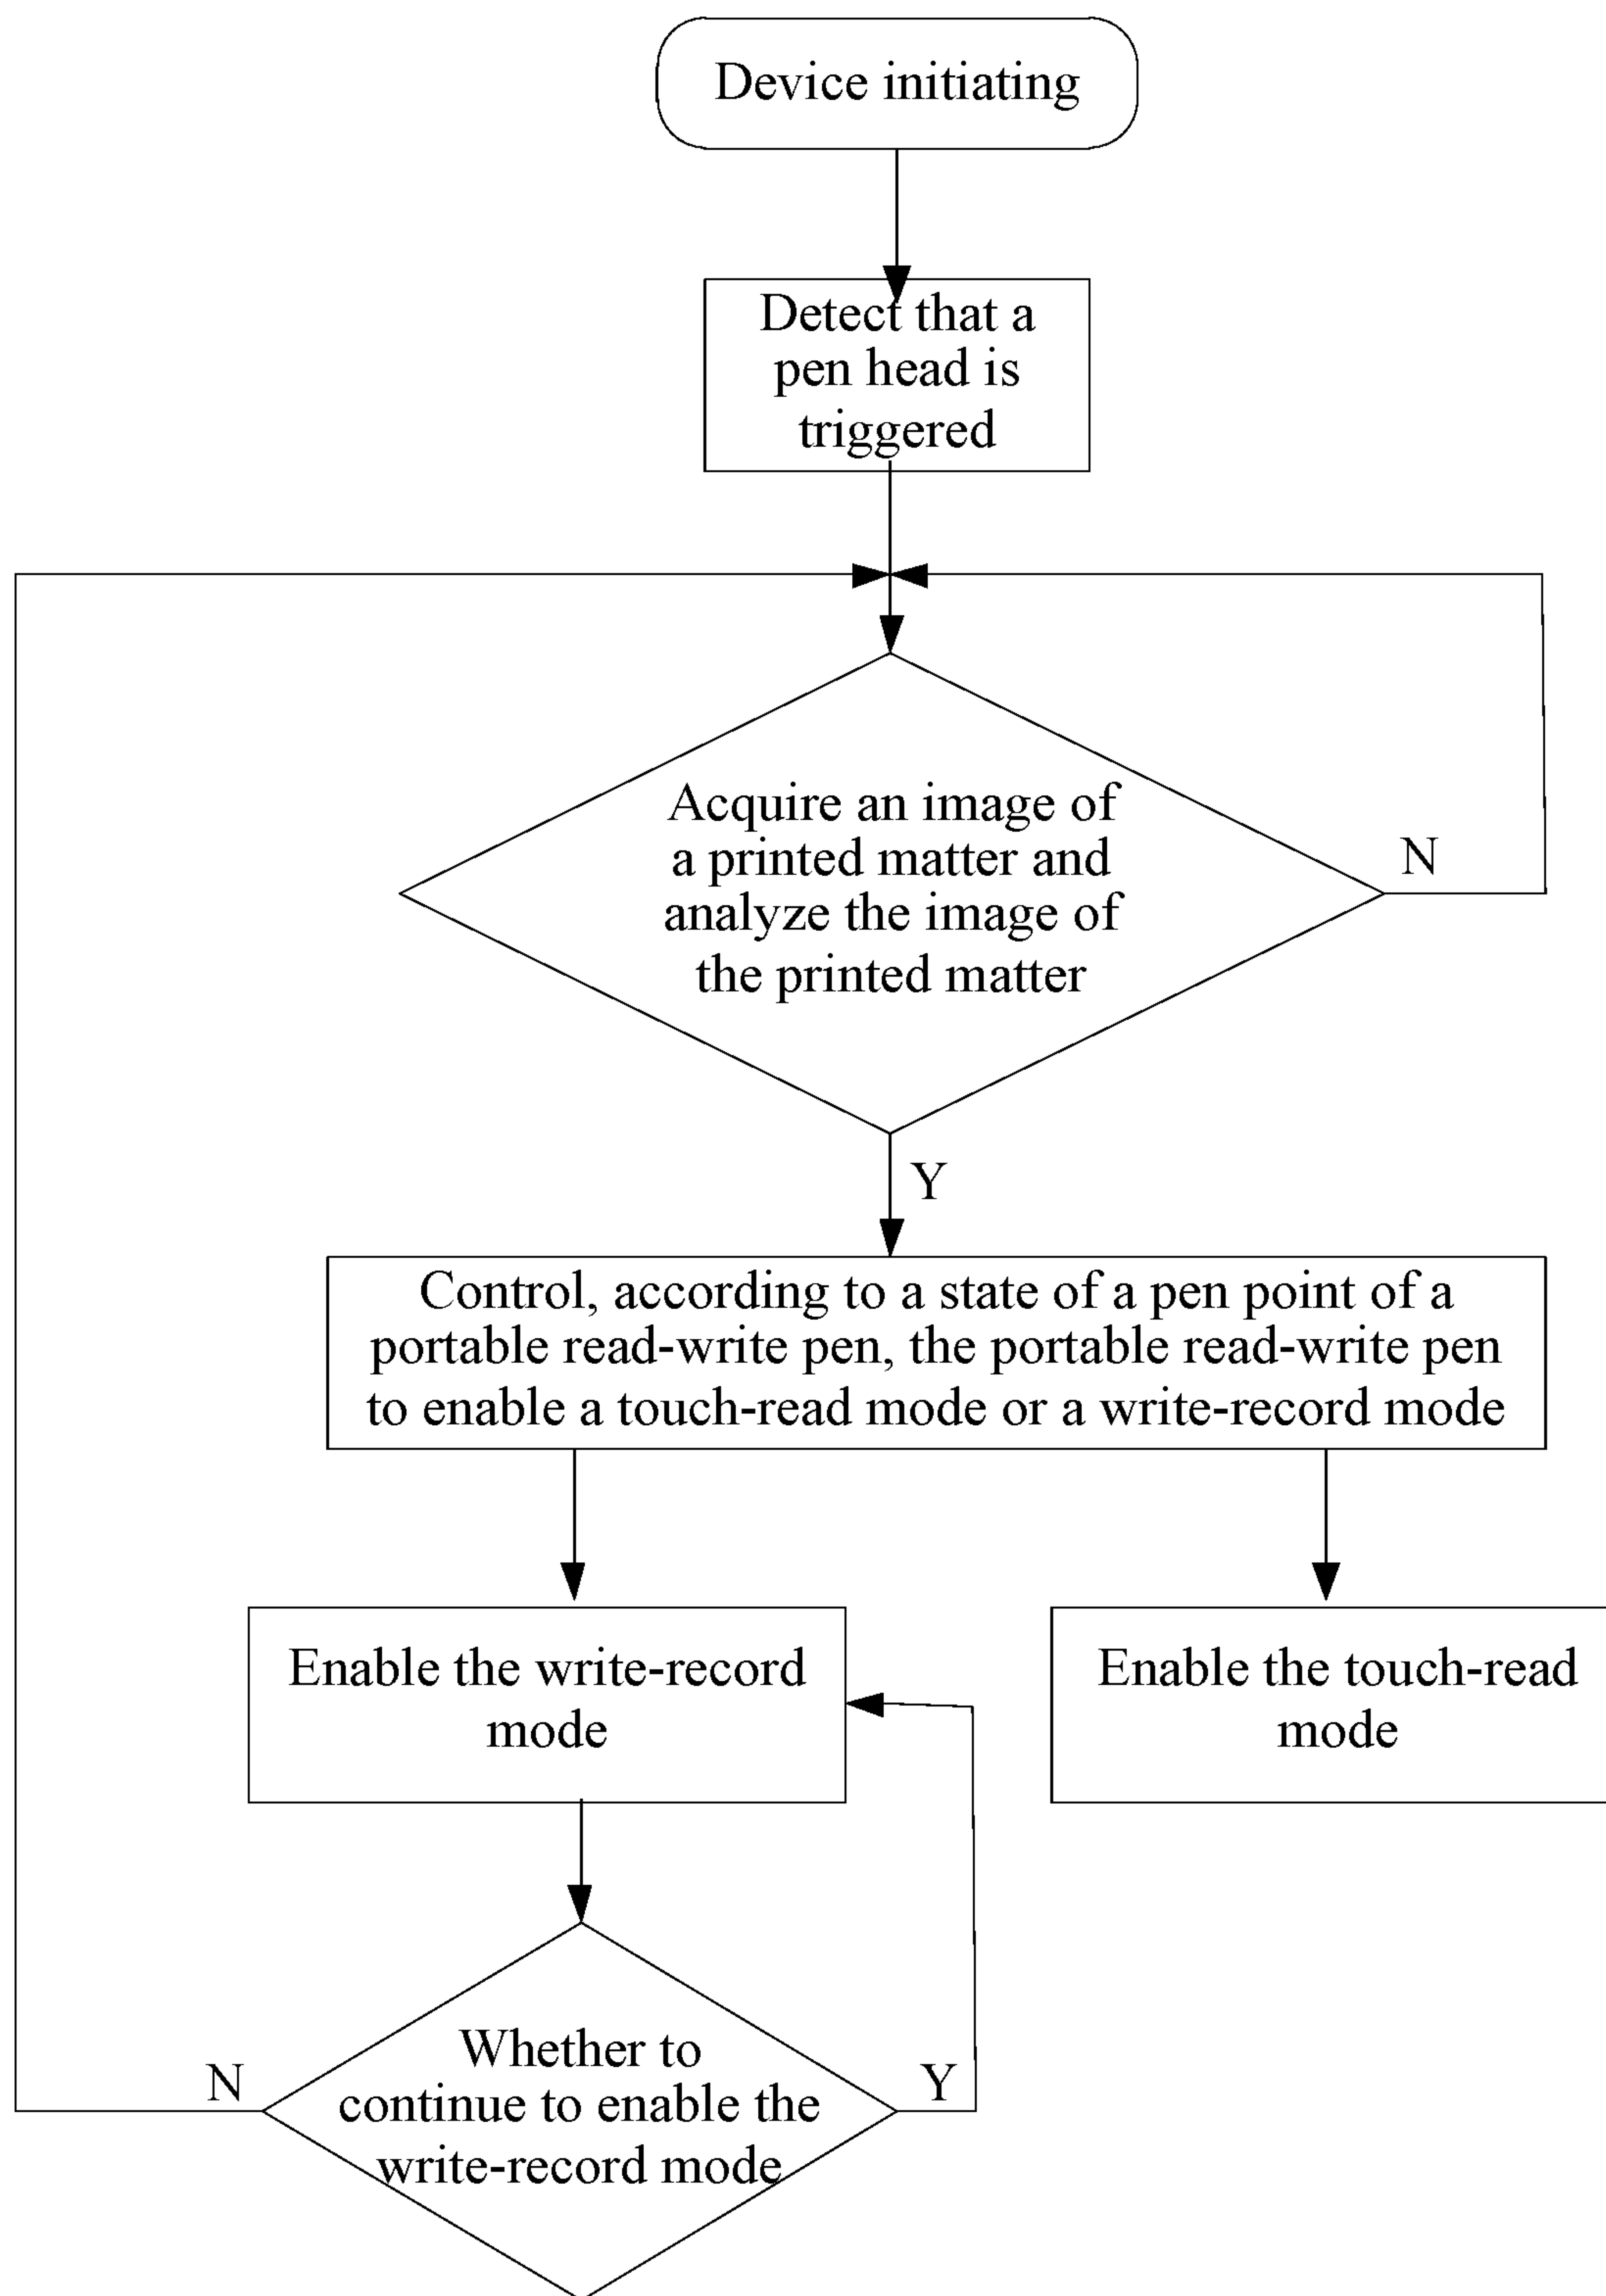 Device initiating
Detect that a
pen head is
triggered
Acquire an image of
a printed matter and
analyze the image of
the printed matter
N
Y
Control, according to a state of a pen point of a
portable read-write pen, the portable read-write pen
to enable a touch-read mode or a write-record mode
Enable the write-record
mode
Enable the touch-read
mode
Whether to
continue to enable the
write-record mode
N
Y